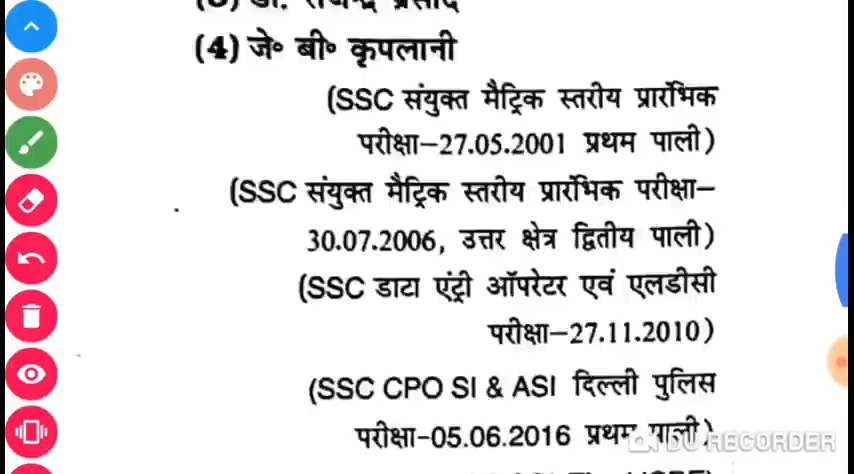 (3) डॉ. राजेन्द्र प्रसाद
(4) जे० बी० कृपलानी
(SSC संयुक्त मैट्रिक स्तरीय प्रारंभिक
परीक्षा–27.05.2001 प्रथम पाली)
(SSC संयुक्त मैट्रिक स्तरीय प्रारंभिक परीक्षा–
30.07.2006, उत्तर क्षेत्र द्वितीय पाली)
(SSC डाटा एंट्री ऑपरेटर एवं एलडीसी
परीक्षा–27.11.2010)
(SSC CPO SI & ASI दिल्ली पुलिस
परीक्षा–05.06.2016 प्रथम पाली)
DU RECORDER